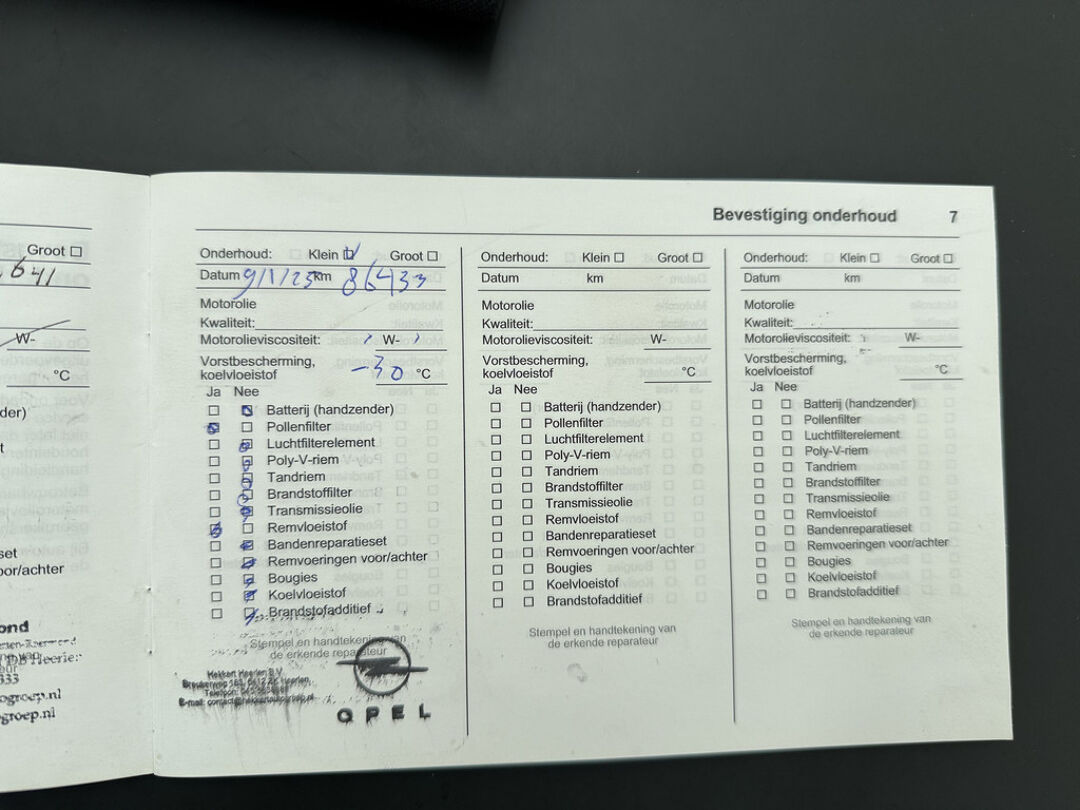 Groot
641
W-
°C
der)
t
set
oor/achter
ond
333
ogroep.nl
groep.nl
Bevestiging onderhoud 7
Onderhoud: Klein Groot
Datum 9/1/23 km 86433
Motorolie
Kwaliteit:
Motorolieviscositeit: W-
Vorstbescherming,
koelvloeistof -30 °C
Ja Nee
Batterij (handzender)
Pollenfilter
Luchtfilterelement
Poly-V-riem
Tandriem
Brandstoffilter
Transmissieolie
Remvloeistof
Bandenreparatieset
Remvoeringen voor/achter
Bougies
Koelvloeistof
Brandstofadditief
Stempel en handtekening van
de erkende reparateur
Hekkert Heerlen B.V.
OPEL
Onderhoud: Klein Groot
Datum km
Motorolie
Kwaliteit:
Motorolieviscositeit: W-
Vorstbescherming,
koelvloeistof °C
Ja Nee
Batterij (handzender)
Pollenfilter
Luchtfilterelement
Poly-V-riem
Tandriem
Brandstoffilter
Transmissieolie
Remvloeistof
Bandenreparatieset
Remvoeringen voor/achter
Bougies
Koelvloeistof
Brandstofadditief
Stempel en handtekening van
de erkende reparateur
Onderhoud: Klein Groot
Datum km
Motorolie
Kwaliteit:
Motorolieviscositeit: W-
Vorstbescherming,
koelvloeistof °C
Ja Nee
Batterij (handzender)
Pollenfilter
Luchtfilterelement
Poly-V-riem
Tandriem
Brandstoffilter
Transmissieolie
Remvloeistof
Bandenreparatieset
Remvoeringen voor/achter
Bougies
Koelvloeistof
Brandstofadditief
Stempel en handtekening van
de erkende reparateur